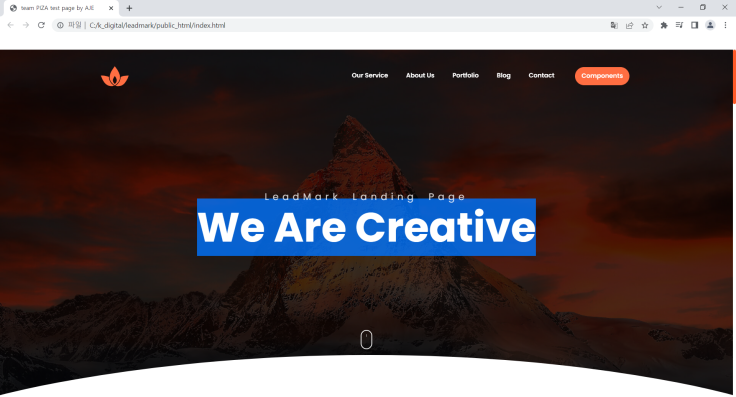 team PIZA test page by AJE
파일 | C:/k_digital/leadmark/public_html/index.html
Our Service About Us Portfolio Blog Contact Components
LeadMark Landing Page
We Are Creative